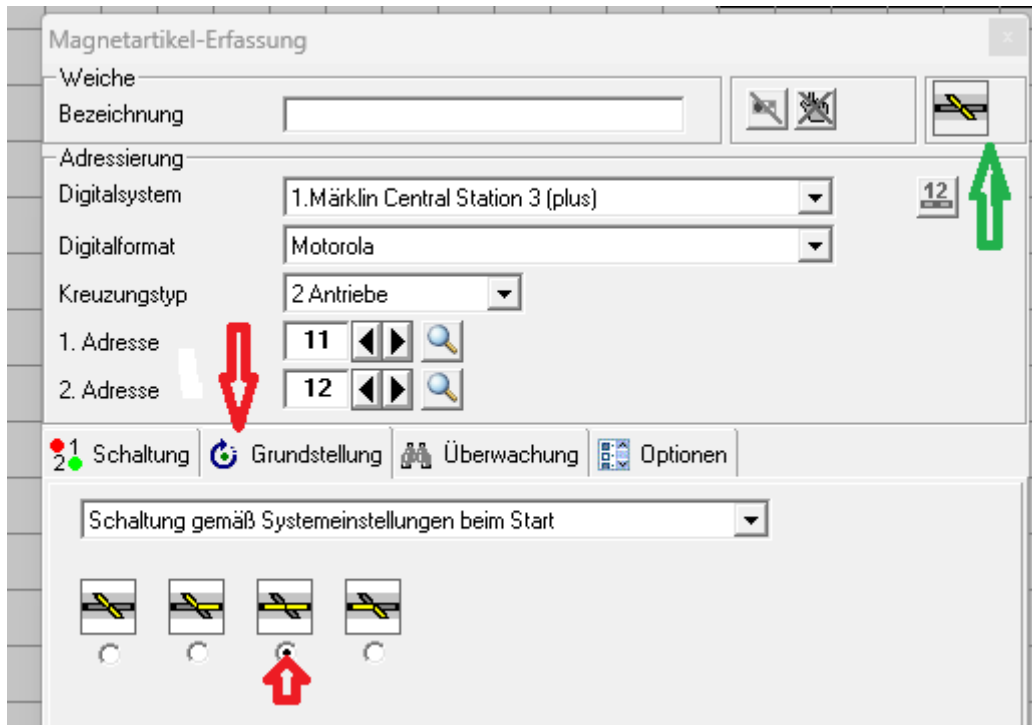 Magnetartikel-Erfassung
x
Weiche
Bezeichnung
Adressierung
Digitalsystem 1.Märklin Central Station 3 (plus) 12
Digitalformat Motorola
Kreuzungstyp 2 Antriebe
1. Adresse 11
2. Adresse 12
1 2 Schaltung Grundstellung Überwachung Optionen
Schaltung gemäß Systemeinstellungen beim Start